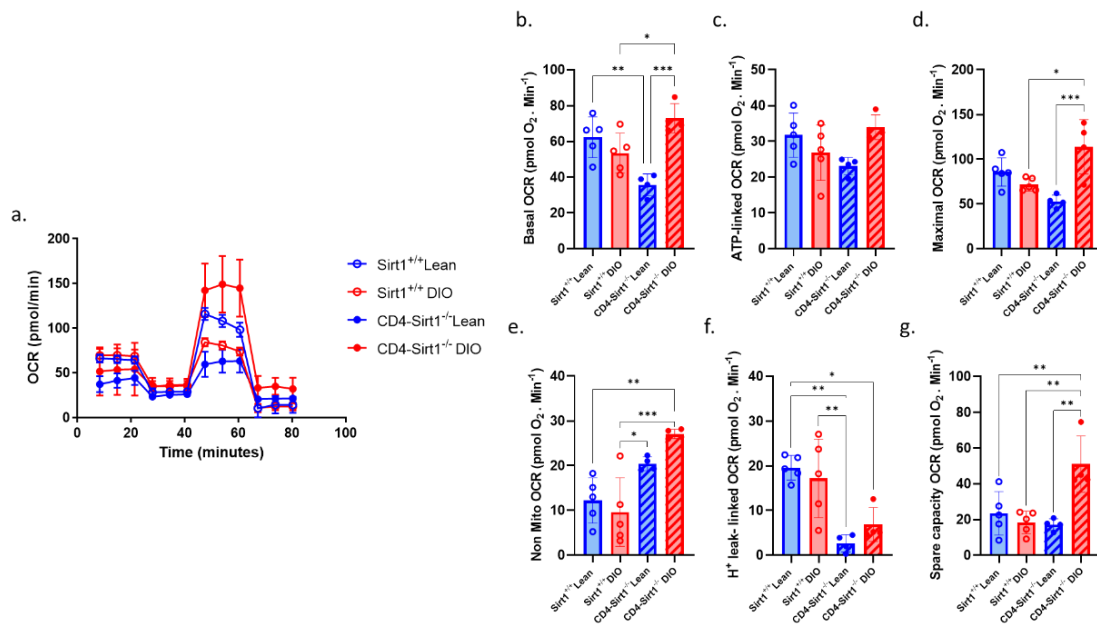 a.
OCR (pmol/min)
200
150
100
50
0
0 20 40 60 80 100
Time (minutes)
Sirt1+/+Lean
Sirt1+/+ DIO
CD4-Sirt1-/-Lean
CD4-Sirt1-/- DIO
b.
Basal OCR (pmol O2 . Min-1)
100
80
60
40
20
0
*
** ***
Sirt1+/+ Lean
Sirt1+/+ DIO
CD4-Sirt1-/- Lean
CD4-Sirt1-/- DIO
c.
ATP-linked OCR (pmol O2 . Min-1)
50
40
30
20
10
0
Sirt1+/+ Lean
Sirt1+/+ DIO
CD4-Sirt1-/- Lean
CD4-Sirt1-/- DIO
d.
Maximal OCR (pmol O2 . Min-1)
200
150
100
50
0
*
***
Sirt1+/+ Lean
Sirt1+/+ DIO
CD4-Sirt1-/- Lean
CD4-Sirt1-/- DIO
e.
Non Mito OCR (pmol O2 . Min-1)
40
30
20
10
0
**
***
*
Sirt1+/+ Lean
Sirt1+/+ DIO
CD4-Sirt1-/- Lean
CD4-Sirt1-/- DIO
f.
H+ leak- linked OCR (pmol O2 . Min-1)
40
30
20
10
0
*
**
**
Sirt1+/+ Lean
Sirt1+/+ DIO
CD4-Sirt1-/- Lean
CD4-Sirt1-/- DIO
g.
Spare capacity OCR (pmol O2 . Min-1)
100
80
60
40
20
0
**
**
**
Sirt1+/+ Lean
Sirt1+/+ DIO
CD4-Sirt1-/- Lean
CD4-Sirt1-/- DIO